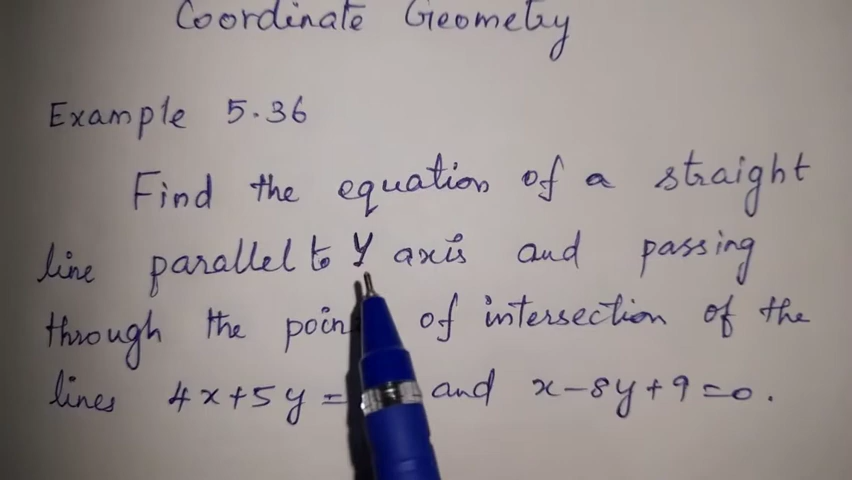 Coordinate Geometry
Example 5.36
Find the equation of a straight
line parallel to Y axis and passing
through the of intersection of the
lines 4x+5y= and x-8y+9=0.